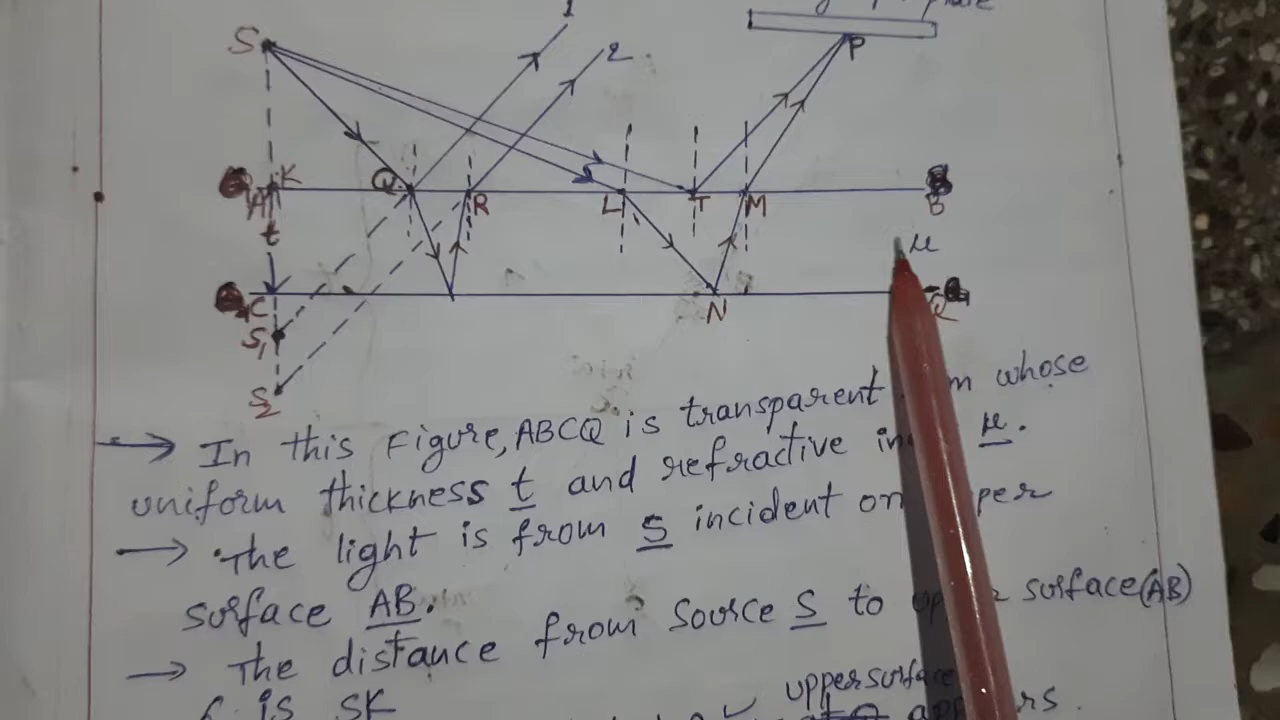 1
S
2
P
K
Q
A
R
L
T
M
B
t
μ
C
N
S1
S2
→ In this Figure, ABCQ is transparent whose
uniform thickness t and refractive μ.
→ The light is from S incident on
surface AB.
→ The distance from source S to surface (AB)
is SK
upper surface